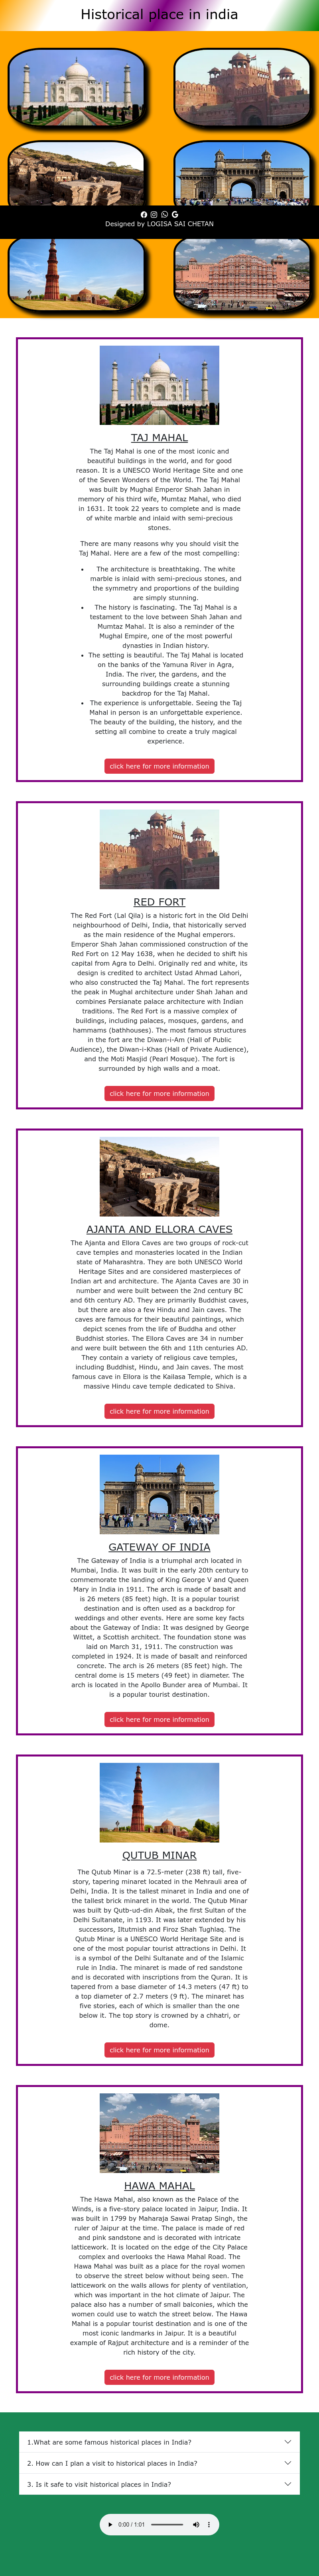 Historical place in india
Designed by LOGISA SAI CHETAN
TAJ MAHAL
The Taj Mahal is one of the most iconic and
beautiful buildings in the world, and for good
reason. It is a UNESCO World Heritage Site and one
of the Seven Wonders of the World. The Taj Mahal
was built by Mughal Emperor Shah Jahan in
memory of his third wife, Mumtaz Mahal, who died
in 1631. It took 22 years to complete and is made
of white marble and inlaid with semi-precious
stones.
There are many reasons why you should visit the
Taj Mahal. Here are a few of the most compelling:
• The architecture is breathtaking. The white
marble is inlaid with semi-precious stones, and
the symmetry and proportions of the building
are simply stunning.
• The history is fascinating. The Taj Mahal is a
testament to the love between Shah Jahan and
Mumtaz Mahal. It is also a reminder of the
Mughal Empire, one of the most powerful
dynasties in Indian history.
• The setting is beautiful. The Taj Mahal is located
on the banks of the Yamuna River in Agra,
India. The river, the gardens, and the
surrounding buildings create a stunning
backdrop for the Taj Mahal.
• The experience is unforgettable. Seeing the Taj
Mahal in person is an unforgettable experience.
The beauty of the building, the history, and the
setting all combine to create a truly magical
experience.
click here for more information
RED FORT
The Red Fort (Lal Qila) is a historic fort in the Old Delhi
neighbourhood of Delhi, India, that historically served
as the main residence of the Mughal emperors.
Emperor Shah Jahan commissioned construction of the
Red Fort on 12 May 1638, when he decided to shift his
capital from Agra to Delhi. Originally red and white, its
design is credited to architect Ustad Ahmad Lahori,
who also constructed the Taj Mahal. The fort represents
the peak in Mughal architecture under Shah Jahan and
combines Persianate palace architecture with Indian
traditions. The Red Fort is a massive complex of
buildings, including palaces, mosques, gardens, and
hammams (bathhouses). The most famous structures
in the fort are the Diwan-i-Am (Hall of Public
Audience), the Diwan-i-Khas (Hall of Private Audience),
and the Moti Masjid (Pearl Mosque). The fort is
surrounded by high walls and a moat.
click here for more information
AJANTA AND ELLORA CAVES
The Ajanta and Ellora Caves are two groups of rock-cut
cave temples and monasteries located in the Indian
state of Maharashtra. They are both UNESCO World
Heritage Sites and are considered masterpieces of
Indian art and architecture. The Ajanta Caves are 30 in
number and were built between the 2nd century BC
and 6th century AD. They are primarily Buddhist caves,
but there are also a few Hindu and Jain caves. The
caves are famous for their beautiful paintings, which
depict scenes from the life of Buddha and other
Buddhist stories. The Ellora Caves are 34 in number
and were built between the 6th and 11th centuries AD.
They contain a variety of religious cave temples,
including Buddhist, Hindu, and Jain caves. The most
famous cave in Ellora is the Kailasa Temple, which is a
massive Hindu cave temple dedicated to Shiva.
click here for more information
GATEWAY OF INDIA
The Gateway of India is a triumphal arch located in
Mumbai, India. It was built in the early 20th century to
commemorate the landing of King George V and Queen
Mary in India in 1911. The arch is made of basalt and
is 26 meters (85 feet) high. It is a popular tourist
destination and is often used as a backdrop for
weddings and other events. Here are some key facts
about the Gateway of India: It was designed by George
Wittet, a Scottish architect. The foundation stone was
laid on March 31, 1911. The construction was
completed in 1924. It is made of basalt and reinforced
concrete. The arch is 26 meters (85 feet) high. The
central dome is 15 meters (49 feet) in diameter. The
arch is located in the Apollo Bunder area of Mumbai. It
is a popular tourist destination.
click here for more information
QUTUB MINAR
The Qutub Minar is a 72.5-meter (238 ft) tall, five-
story, tapering minaret located in the Mehrauli area of
Delhi, India. It is the tallest minaret in India and one of
the tallest brick minaret in the world. The Qutub Minar
was built by Qutb-ud-din Aibak, the first Sultan of the
Delhi Sultanate, in 1193. It was later extended by his
successors, Iltutmish and Firoz Shah Tughlaq. The
Qutub Minar is a UNESCO World Heritage Site and is
one of the most popular tourist attractions in Delhi. It
is a symbol of the Delhi Sultanate and of the Islamic
rule in India. The minaret is made of red sandstone
and is decorated with inscriptions from the Quran. It is
tapered from a base diameter of 14.3 meters (47 ft) to
a top diameter of 2.7 meters (9 ft). The minaret has
five stories, each of which is smaller than the one
below it. The top story is crowned by a chhatri, or
dome.
click here for more information
HAWA MAHAL
The Hawa Mahal, also known as the Palace of the
Winds, is a five-story palace located in Jaipur, India. It
was built in 1799 by Maharaja Sawai Pratap Singh, the
ruler of Jaipur at the time. The palace is made of red
and pink sandstone and is decorated with intricate
latticework. It is located on the edge of the City Palace
complex and overlooks the Hawa Mahal Road. The
Hawa Mahal was built as a place for the royal women
to observe the street below without being seen. The
latticework on the walls allows for plenty of ventilation,
which was important in the hot climate of Jaipur. The
palace also has a number of small balconies, which the
women could use to watch the street below. The Hawa
Mahal is a popular tourist destination and is one of the
most iconic landmarks in Jaipur. It is a beautiful
example of Rajput architecture and is a reminder of the
rich history of the city.
click here for more information
1.What are some famous historical places in India?
2. How can I plan a visit to historical places in India?
3. Is it safe to visit historical places in India?
0:00 / 1:01